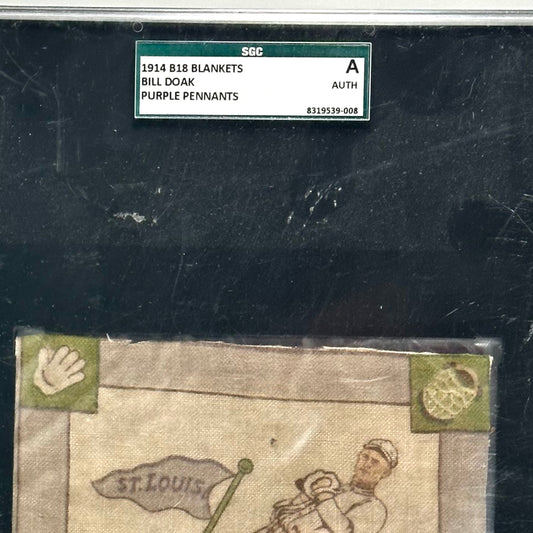 SGC
1914 B18 BLANKETS
BILL DOAK
PURPLE PENNANTS
A
AUTH
8319539-008
ST. LOUIS